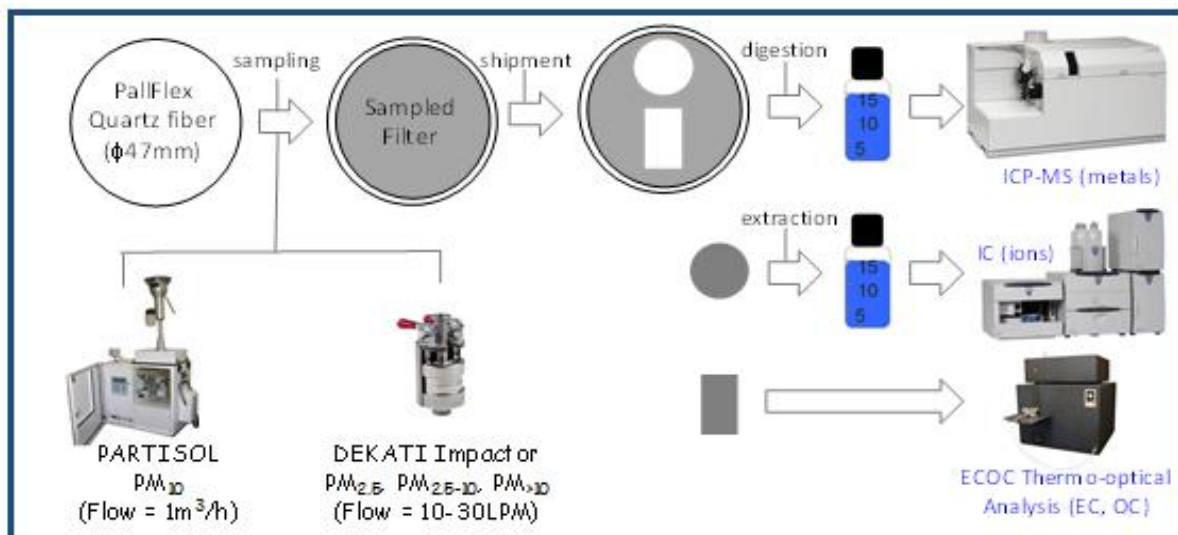 PallFlex
Quartz fiber
(ϕ47mm)
sampling
Sampled
Filter
shipment
digestion
15
10
5
ICP-MS (metals)
extraction
15
10
5
IC (ions)
ECOC Thermo-optical
Analysis (EC, OC)
PARTISOL
PM₁₀
(Flow = 1m³/h)
DEKATI Impactor
PM₂.₅, PM₂.₅₋₁₀, PM>₁₀
(Flow = 10-30LPM)